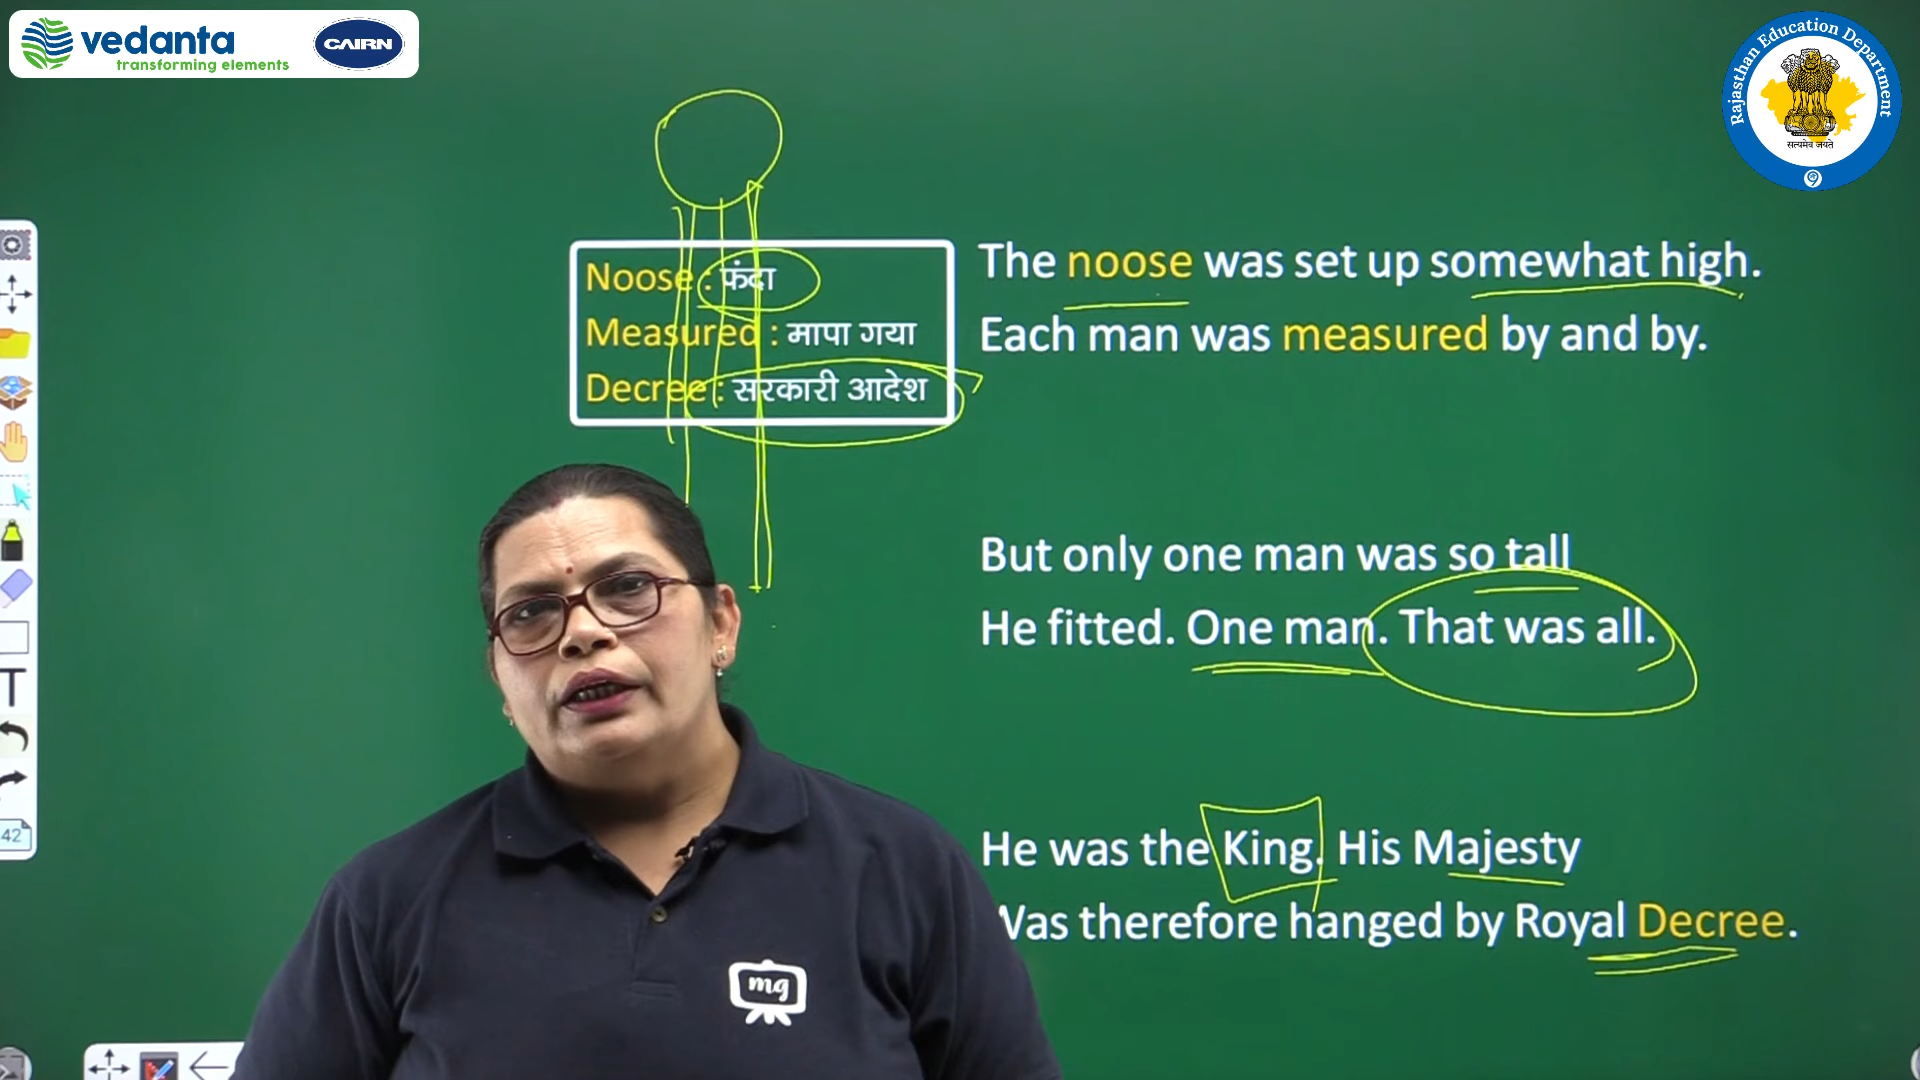 vedanta
transforming elements
CAIRN
Rajasthan Education Department
सत्यमेव जयते
Noose : फंदा
Measured : मापा गया
Decree : सरकारी आदेश
The noose was set up somewhat high.
Each man was measured by and by.
But only one man was so tall
He fitted. One man. That was all.
He was the King. His Majesty
Was therefore hanged by Royal Decree.
T
42
mg